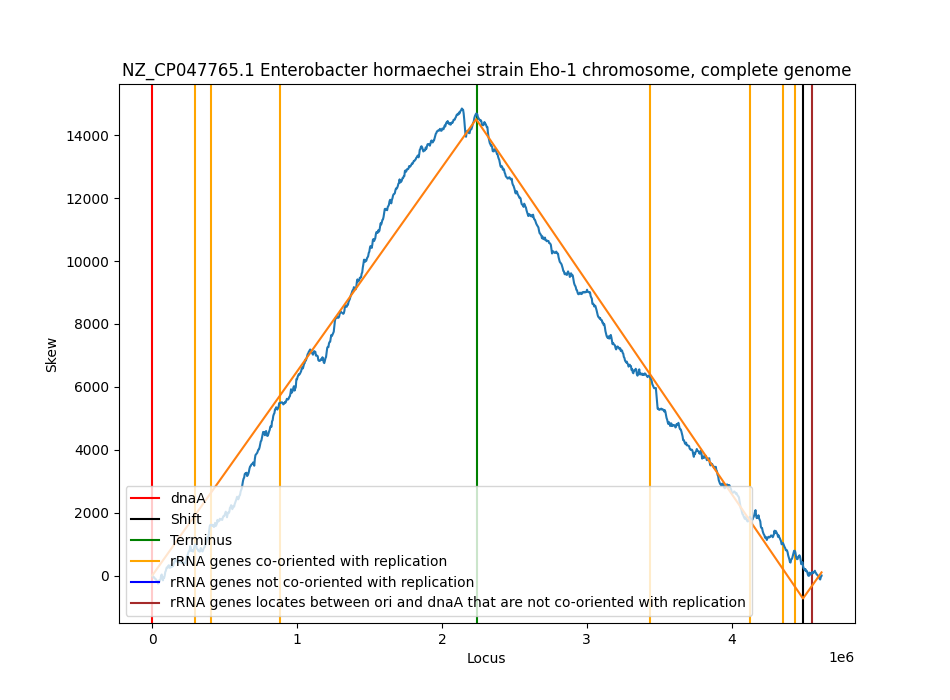 NZ_CP047765.1 Enterobacter hormaechei strain Eho-1 chromosome, complete genome
14000
12000
10000
8000
6000
4000
2000
0
Skew
dnaA
Shift
Terminus
rRNA genes co-oriented with replication
rRNA genes not co-oriented with replication
rRNA genes locates between ori and dnaA that are not co-oriented with replication
0 1 2 3 4
Locus
1e6